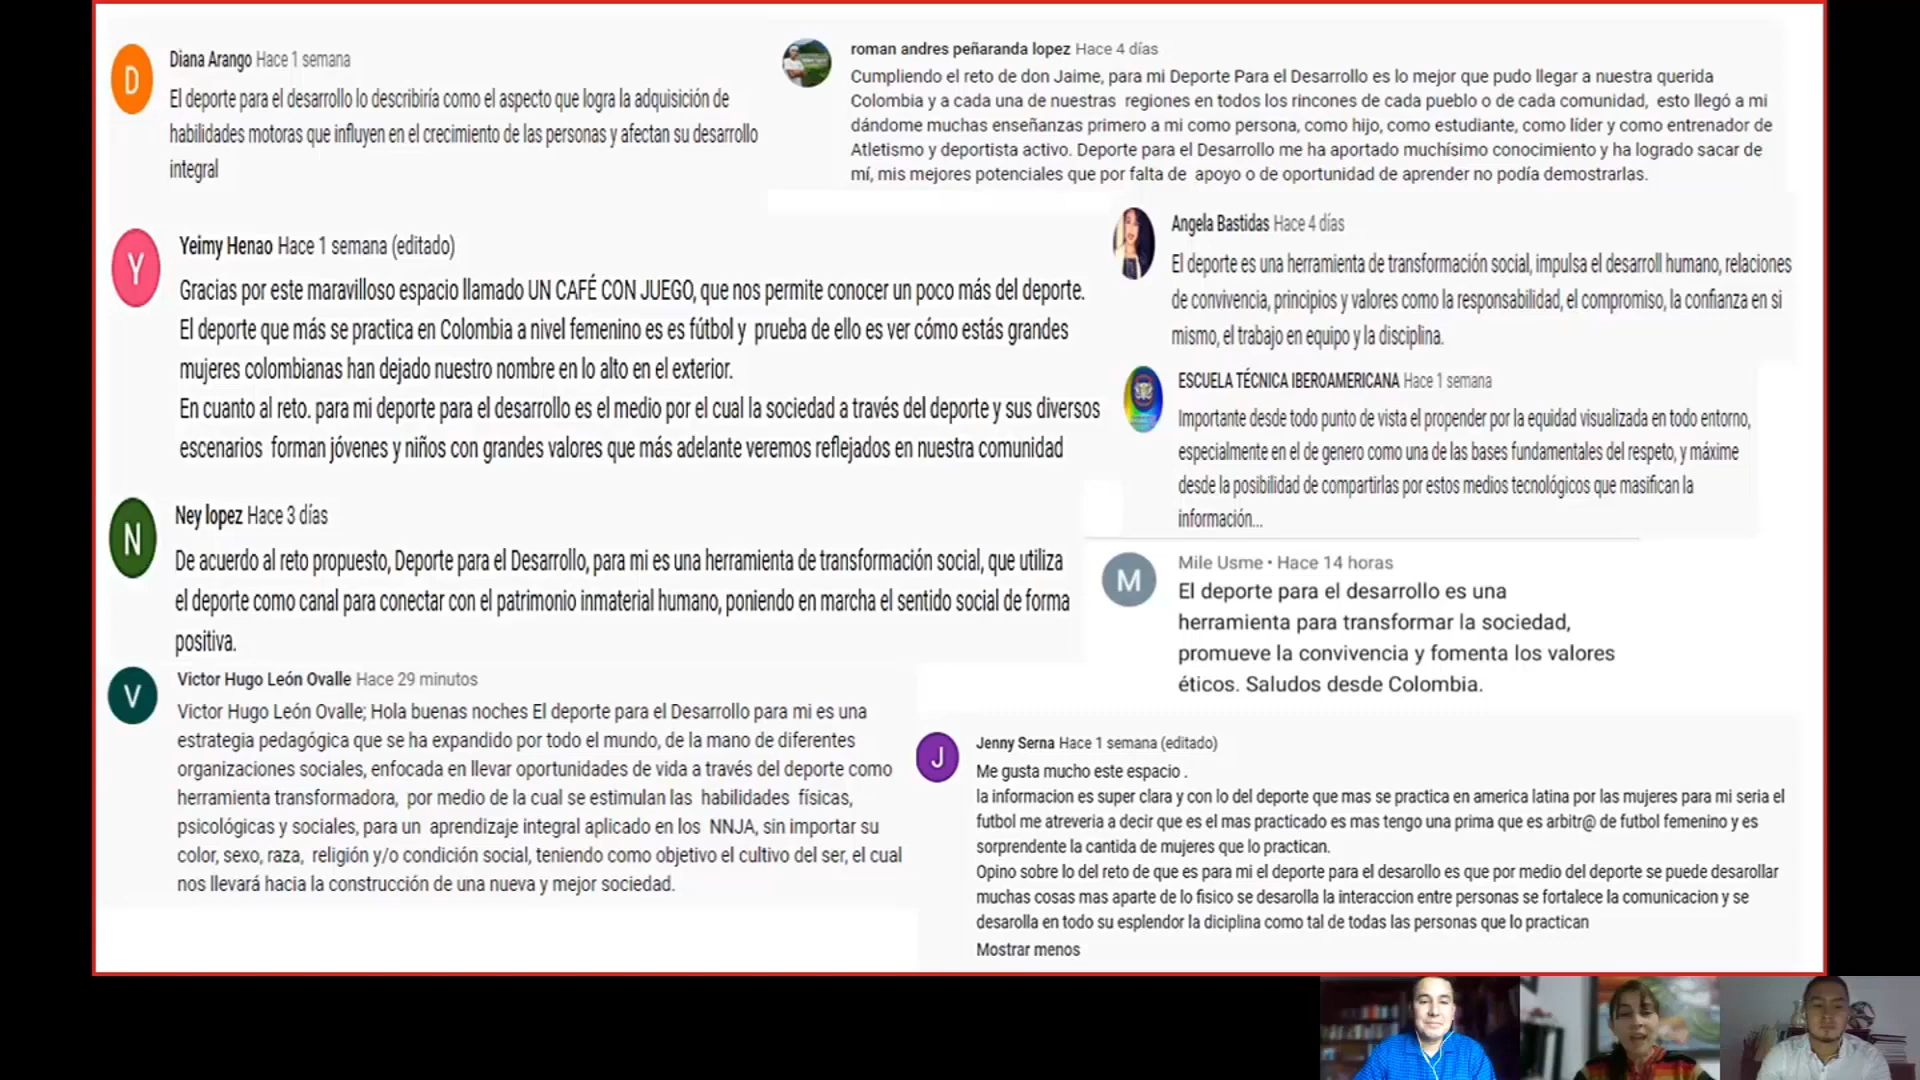 D
Diana Arango Hace 1 semana
El deporte para el desarrollo lo describiría como el aspecto que logra la adquisición de
habilidades motoras que influyen en el crecimiento de las personas y afectan su desarrollo
integral
roman andres peñaranda lopez Hace 4 días
Cumpliendo el reto de don Jaime, para mi Deporte Para el Desarrollo es lo mejor que pudo llegar a nuestra querida
Colombia y a cada una de nuestras regiones en todos los rincones de cada pueblo o de cada comunidad, esto llegó a mi
dándome muchas enseñanzas primero a mi como persona, como hijo, como estudiante, como líder y como entrenador de
Atletismo y deportista activo. Deporte para el Desarrollo me ha aportado muchísimo conocimiento y ha logrado sacar de
mí, mis mejores potenciales que por falta de apoyo o de oportunidad de aprender no podía demostrarlas.
Y
Yeimy Henao Hace 1 semana (editado)
Gracias por este maravilloso espacio llamado UN CAFÉ CON JUEGO, que nos permite conocer un poco más del deporte.
El deporte que más se practica en Colombia a nivel femenino es es fútbol y prueba de ello es ver cómo estás grandes
mujeres colombianas han dejado nuestro nombre en lo alto en el exterior.
En cuanto al reto. para mi deporte para el desarrollo es el medio por el cual la sociedad a través del deporte y sus diversos
escenarios forman jóvenes y niños con grandes valores que más adelante veremos reflejados en nuestra comunidad
Angela Bastidas Hace 4 días
El deporte es una herramienta de transformación social, impulsa el desarroll humano, relaciones
de convivencia, principios y valores como la responsabilidad, el compromiso, la confianza en si
mismo, el trabajo en equipo y la disciplina.
ESCUELA TÉCNICA IBEROAMERICANA Hace 1 semana
Importante desde todo punto de vista el propender por la equidad visualizada en todo entorno,
especialmente en el de genero como una de las bases fundamentales del respeto, y máxime
desde la posibilidad de compartirlas por estos medios tecnológicos que masifican la
información...
N
Ney lopez Hace 3 días
De acuerdo al reto propuesto, Deporte para el Desarrollo, para mi es una herramienta de transformación social, que utiliza
el deporte como canal para conectar con el patrimonio inmaterial humano, poniendo en marcha el sentido social de forma
positiva.
M
Mile Usme • Hace 14 horas
El deporte para el desarrollo es una
herramienta para transformar la sociedad,
promueve la convivencia y fomenta los valores
éticos. Saludos desde Colombia.
V
Victor Hugo León Ovalle Hace 29 minutos
Victor Hugo León Ovalle; Hola buenas noches El deporte para el Desarrollo para mi es una
estrategia pedagógica que se ha expandido por todo el mundo, de la mano de diferentes
organizaciones sociales, enfocada en llevar oportunidades de vida a través del deporte como
herramienta transformadora, por medio de la cual se estimulan las habilidades físicas,
psicológicas y sociales, para un aprendizaje integral aplicado en los NNJA, sin importar su
color, sexo, raza, religión y/o condición social, teniendo como objetivo el cultivo del ser, el cual
nos llevará hacia la construcción de una nueva y mejor sociedad.
J
Jenny Serna Hace 1 semana (editado)
Me gusta mucho este espacio .
la informacion es super clara y con lo del deporte que mas se practica en america latina por las mujeres para mi seria el
futbol me atreveria a decir que es el mas practicado es mas tengo una prima que es arbitr@ de futbol femenino y es
sorprendente la cantida de mujeres que lo practican.
Opino sobre lo del reto de que es para mi el deporte para el desarollo es que por medio del deporte se puede desarollar
muchas cosas mas aparte de lo fisico se desarolla la interaccion entre personas se fortalece la comunicacion y se
desarolla en todo su esplendor la diciplina como tal de todas las personas que lo practican
Mostrar menos